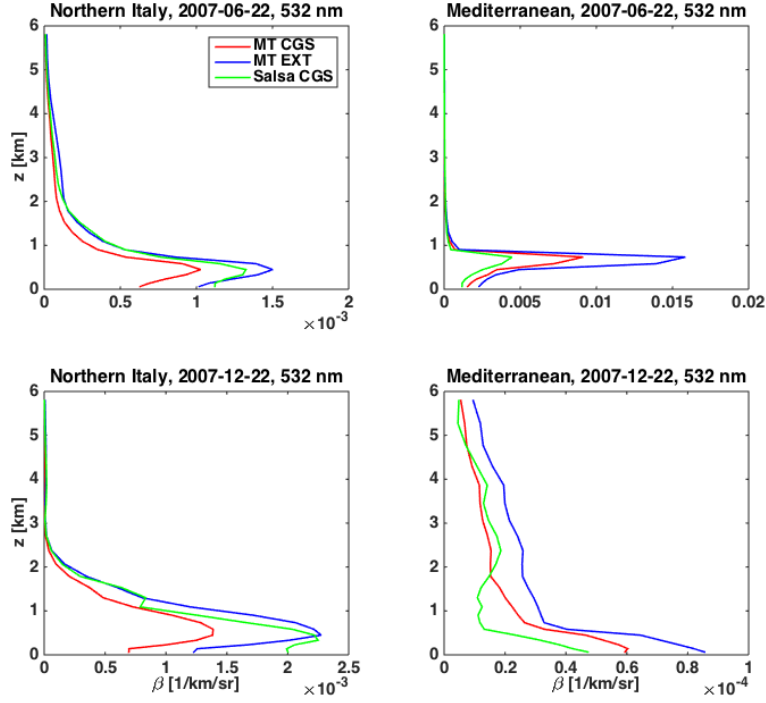 Northern Italy, 2007-06-22, 532 nm
z [km]
6
5
4
3
2
1
0
MT CGS
MT EXT
Salsa CGS
0 0.5 1 1.5 2
×10⁻³
Mediterranean, 2007-06-22, 532 nm
z [km]
6
5
4
3
2
1
0
0 0.005 0.01 0.015 0.02
Northern Italy, 2007-12-22, 532 nm
z [km]
6
5
4
3
2
1
0
0 0.5 1 1.5 2 2.5
β [1/km/sr] ×10⁻³
Mediterranean, 2007-12-22, 532 nm
z [km]
6
5
4
3
2
1
0
0 0.2 0.4 0.6 0.8 1
β [1/km/sr] ×10⁻⁴